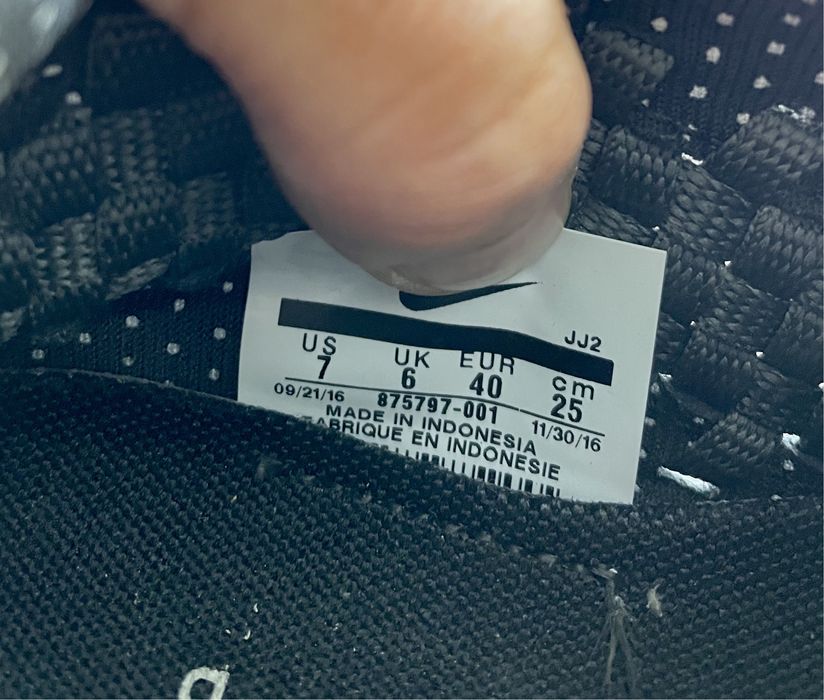 JJ2
US UK EUR cm
7 6 40 25
09/21/16 875797-001 11/30/16
MADE IN INDONESIA
FABRIQUE EN INDONESIE
D